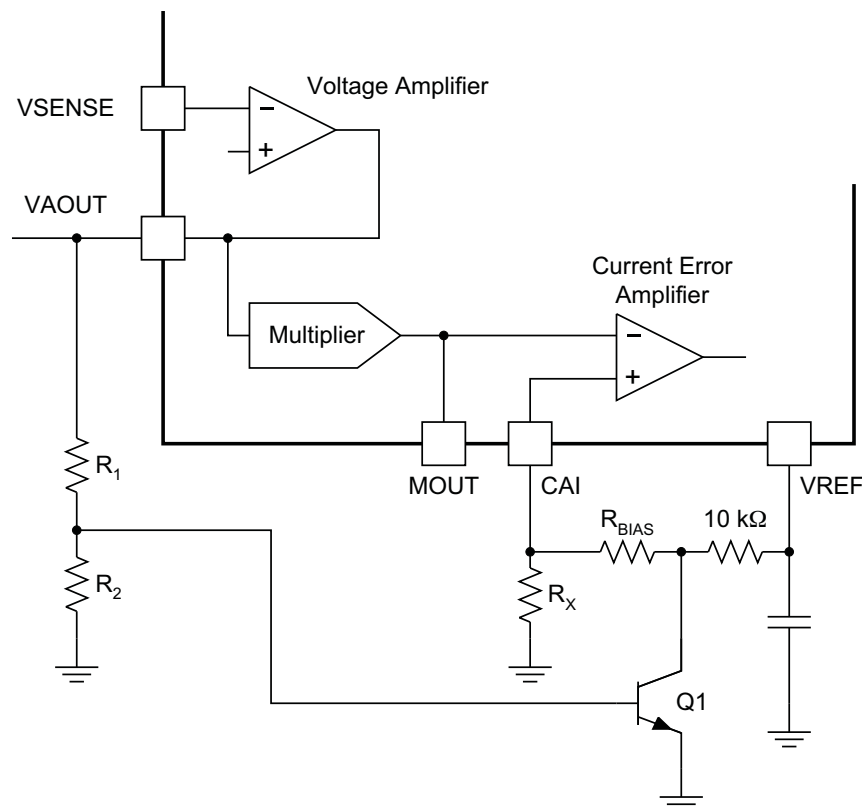 Voltage Amplifier
VSENSE
−
+
VAOUT
Current Error
Amplifier
Multiplier
−
+
MOUT
CAI
VREF
R1
RBIAS
10 kΩ
R2
RX
Q1